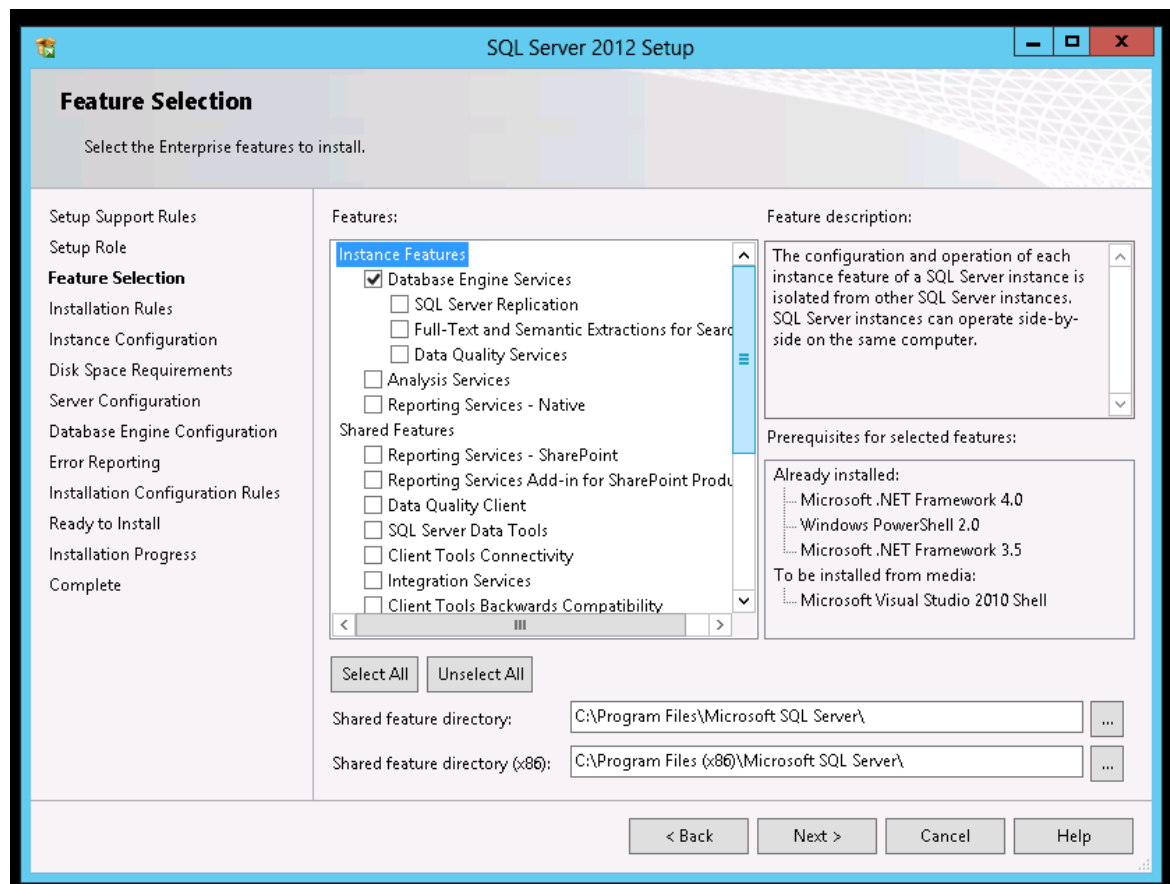 SQL Server 2012 Setup
Feature Selection
Select the Enterprise features to install.
Setup Support Rules
Setup Role
Feature Selection
Installation Rules
Instance Configuration
Disk Space Requirements
Server Configuration
Database Engine Configuration
Error Reporting
Installation Configuration Rules
Ready to Install
Installation Progress
Complete
Features:
Instance Features
Database Engine Services
SQL Server Replication
Full-Text and Semantic Extractions for Searc
Data Quality Services
Analysis Services
Reporting Services - Native
Shared Features
Reporting Services - SharePoint
Reporting Services Add-in for SharePoint Produ
Data Quality Client
SQL Server Data Tools
Client Tools Connectivity
Integration Services
Client Tools Backwards Compatibility
Feature description:
The configuration and operation of each
instance feature of a SQL Server instance is
isolated from other SQL Server instances.
SQL Server instances can operate side-by-
side on the same computer.
Prerequisites for selected features:
Already installed:
Microsoft .NET Framework 4.0
Windows PowerShell 2.0
Microsoft .NET Framework 3.5
To be installed from media:
Microsoft Visual Studio 2010 Shell
Select All Unselect All
Shared feature directory: C:\Program Files\Microsoft SQL Server\ ...
Shared feature directory (x86): C:\Program Files (x86)\Microsoft SQL Server\ ...
< Back Next > Cancel Help